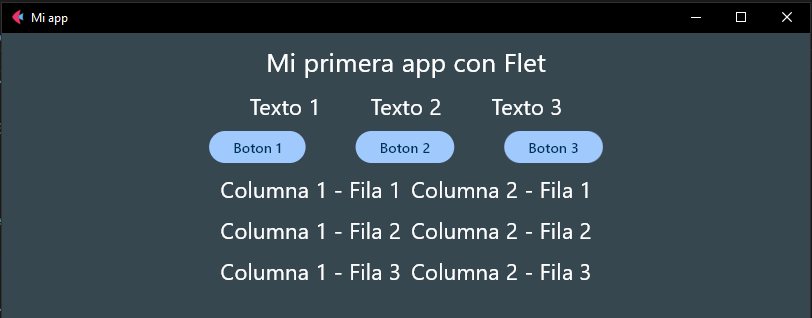 Mi app
Mi primera app con Flet
Texto 1 Texto 2 Texto 3
Boton 1 Boton 2 Boton 3
Columna 1 - Fila 1 Columna 2 - Fila 1
Columna 1 - Fila 2 Columna 2 - Fila 2
Columna 1 - Fila 3 Columna 2 - Fila 3